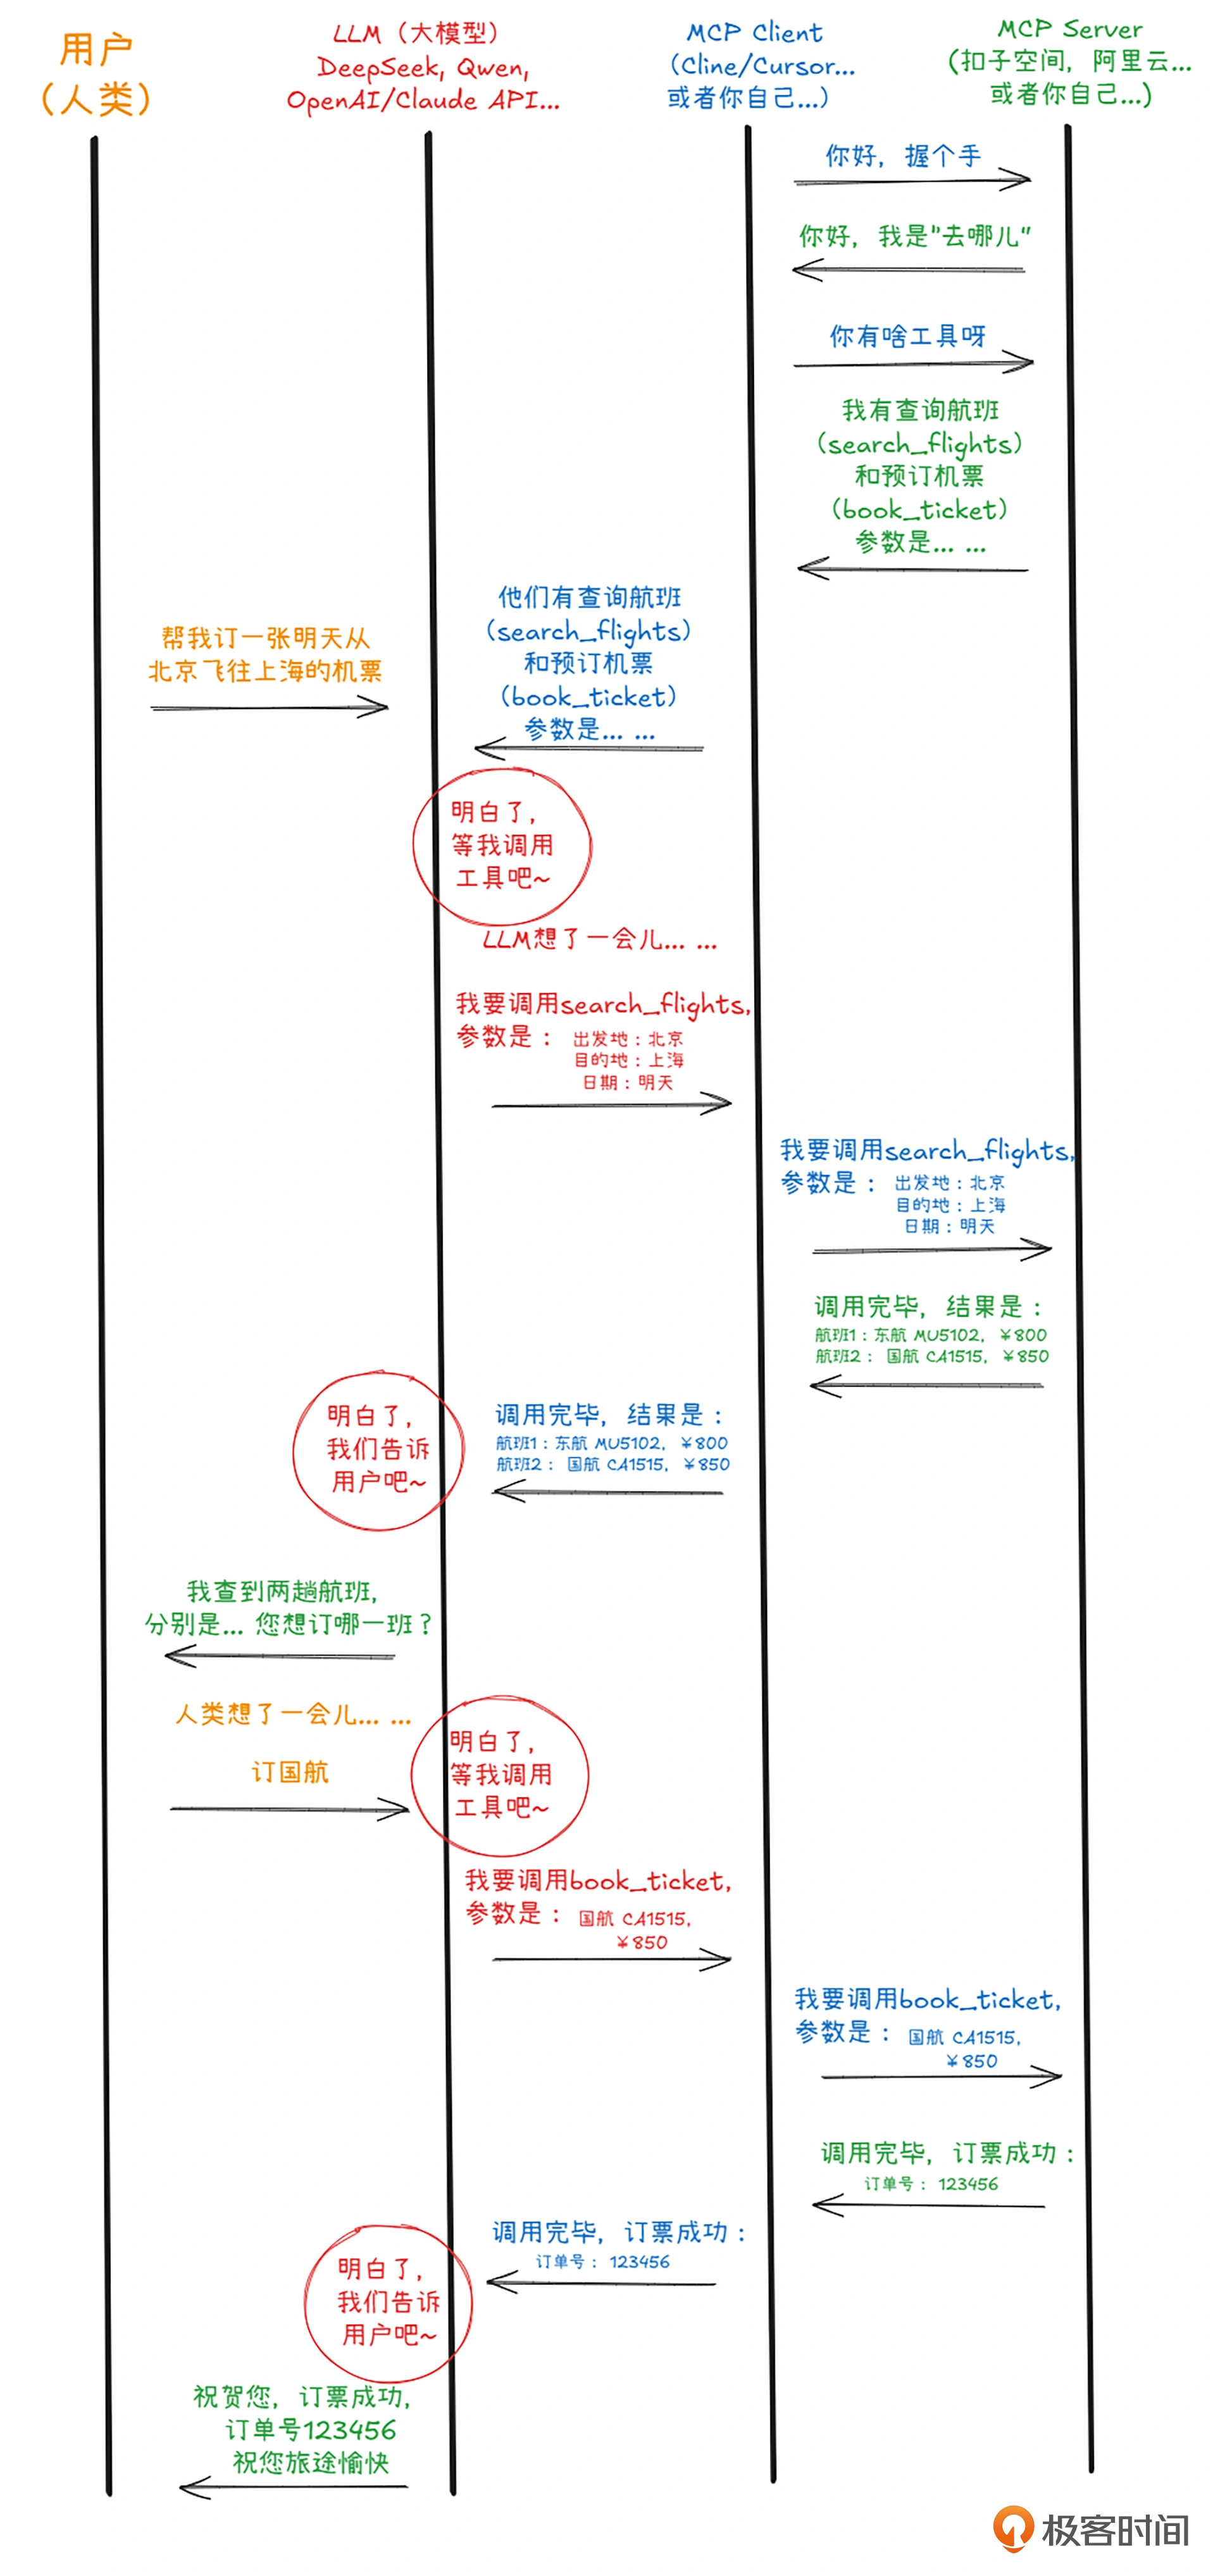 用户
（人类）
LLM（大模型）
DeepSeek, Qwen,
OpenAI/Claude API...
MCP Client
(Cline/Cursor...
或者你自己...)
MCP Server
(扣子空间，阿里云...
或者你自己...)
你好，握个手
你好，我是"去哪儿"
你有啥工具呀
我有查询航班
(search_flights)
和预订机票
(book_ticket)
参数是... ...
他们有查询航班
(search_flights)
和预订机票
(book_ticket)
参数是... ...
帮我订一张明天从
北京飞往上海的机票
明白了，
等我调用
工具吧~
LLM想了一会儿... ...
我要调用search_flights,
参数是：
出发地：北京
目的地：上海
日期：明天
我要调用search_flights,
参数是：
出发地：北京
目的地：上海
日期：明天
调用完毕，结果是：
航班1：东航 MU5102，￥800
航班2： 国航 CA1515，￥850
调用完毕，结果是：
航班1：东航 MU5102，￥800
航班2： 国航 CA1515，￥850
明白了，
我们告诉
用户吧~
我查到两趟航班，
分别是... 您想订哪一班？
人类想了一会儿... ...
订国航
明白了，
等我调用
工具吧~
我要调用book_ticket,
参数是：
国航 CA1515，
￥850
我要调用book_ticket,
参数是：
国航 CA1515，
￥850
调用完毕，订票成功：
订单号： 123456
调用完毕，订票成功：
订单号： 123456
明白了，
我们告诉
用户吧~
祝贺您，订票成功，
订单号123456
祝您旅途愉快
极客时间